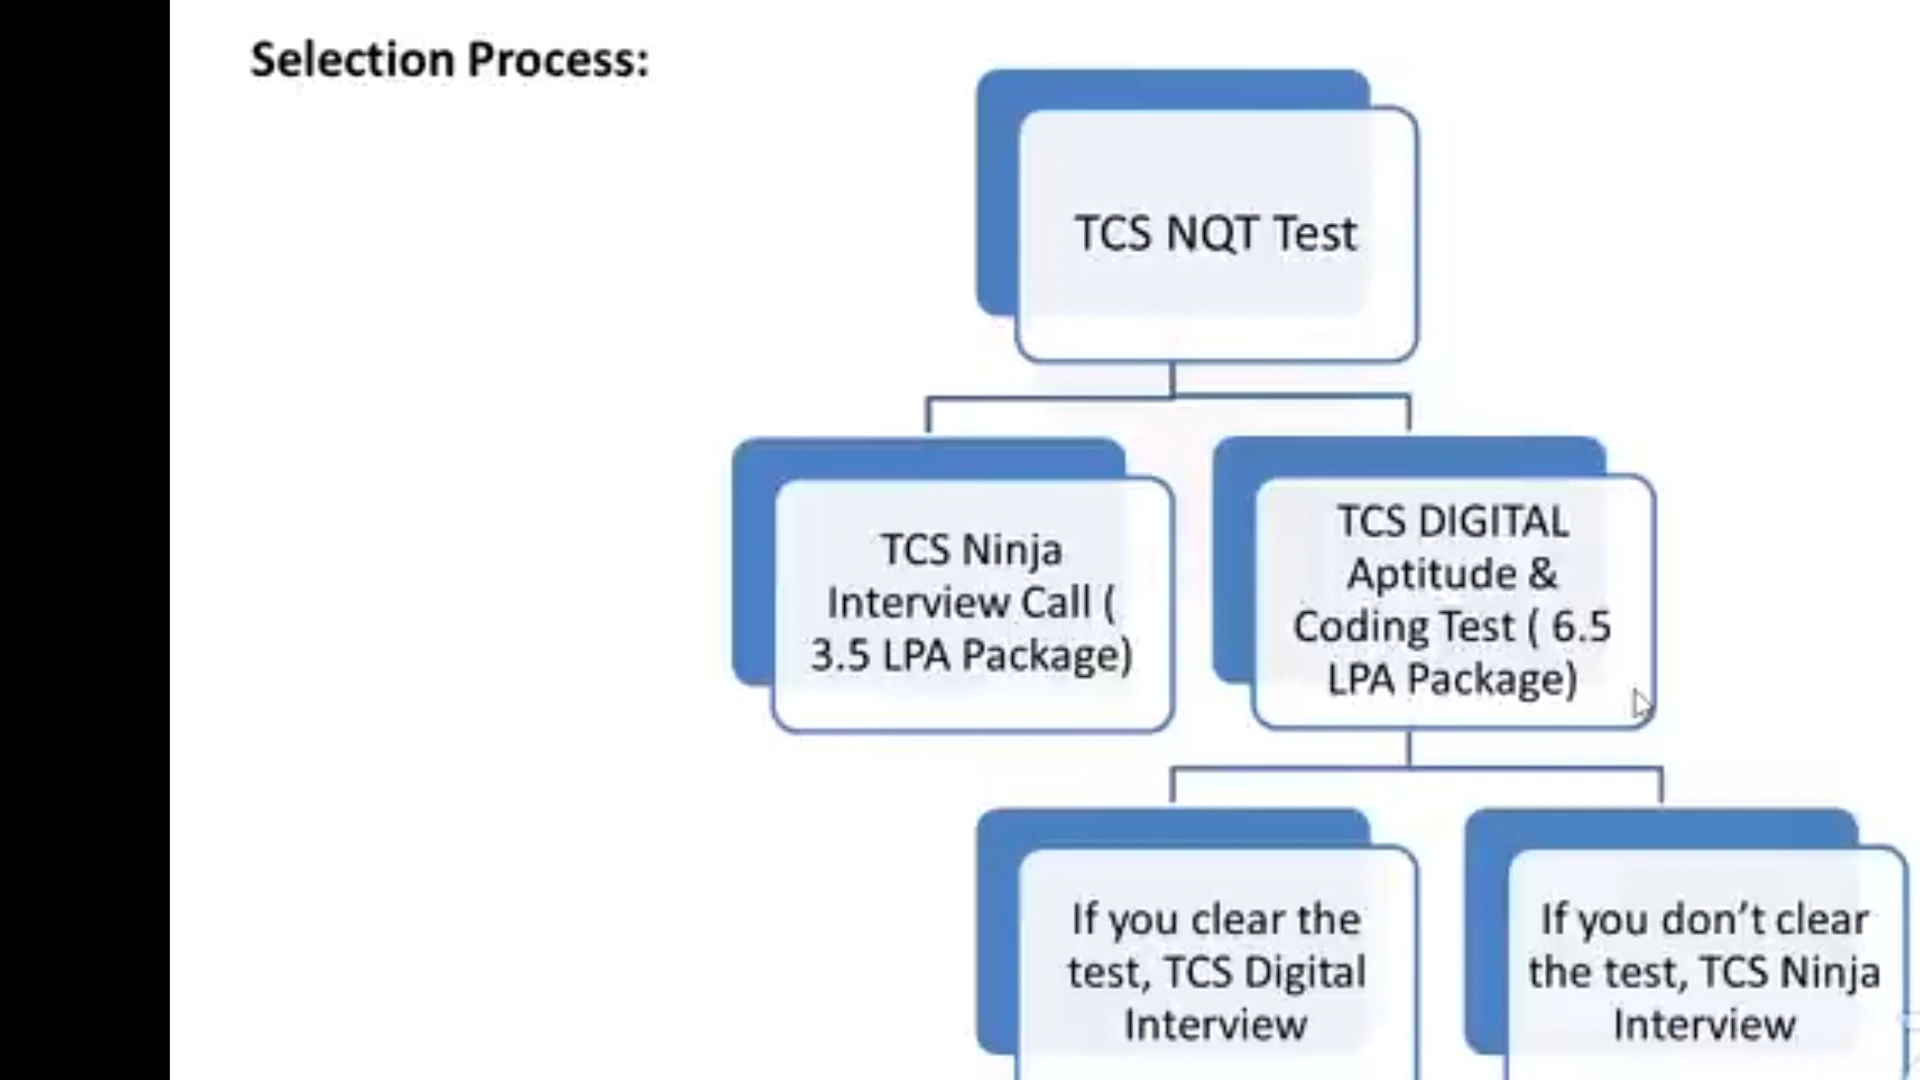 Selection Process:
TCS NQT Test
TCS Ninja
Interview Call (
3.5 LPA Package)
TCS DIGITAL
Aptitude &
Coding Test ( 6.5
LPA Package)
If you clear the
test, TCS Digital
Interview
If you don’t clear
the test, TCS Ninja
Interview